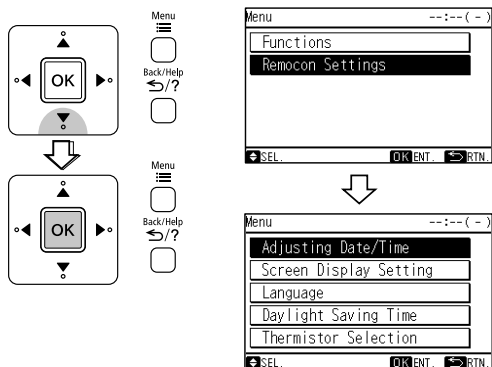 Menu
OK
Back/Help
/?
Menu --:--( - )
Functions
Remocon Settings
SEL. OK ENT. RTN.
Menu
OK
Back/Help
/?
Menu --:--( - )
Adjusting Date/Time
Screen Display Setting
Language
Daylight Saving Time
Thermistor Selection
SEL. OK ENT. RTN.